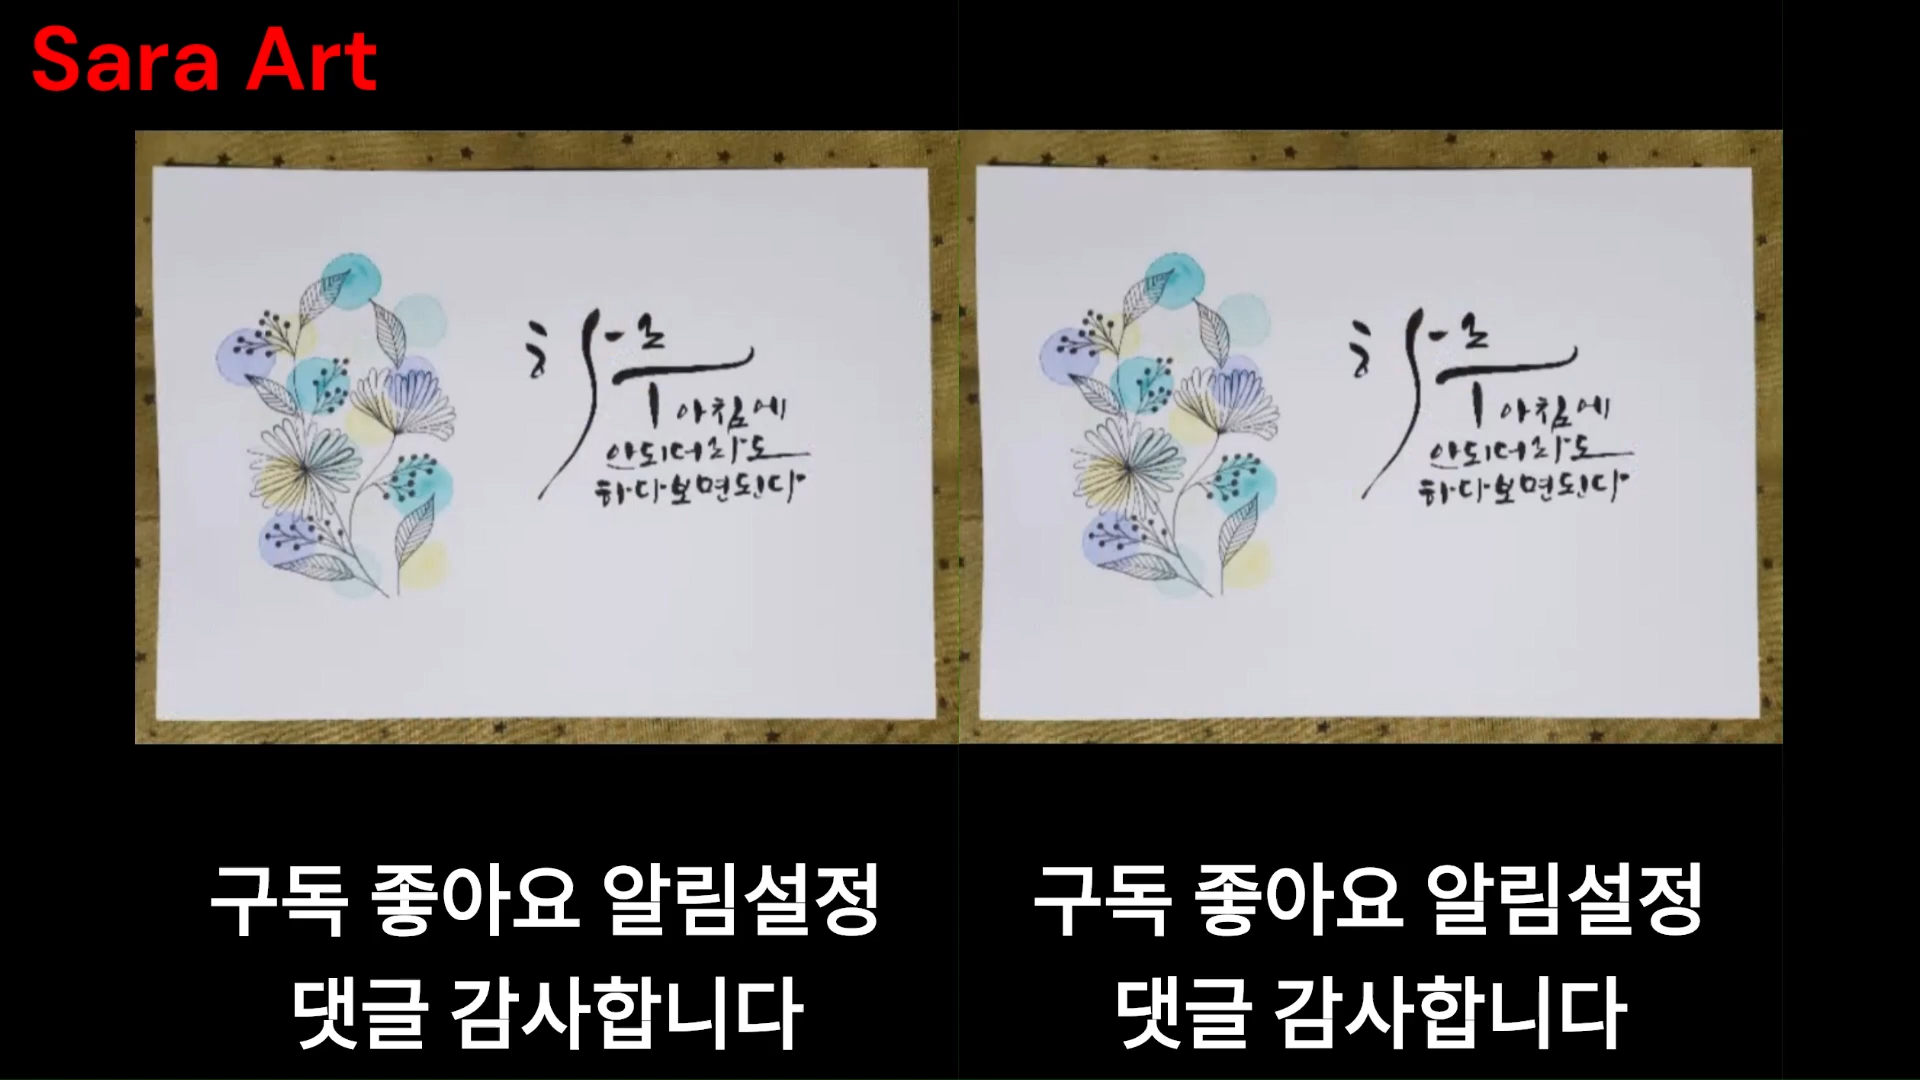 Sara Art
하루
아침에
안되더라도
하다보면된다
하루
아침에
안되더라도
하다보면된다
구독 좋아요 알림설정
댓글 감사합니다
구독 좋아요 알림설정
댓글 감사합니다